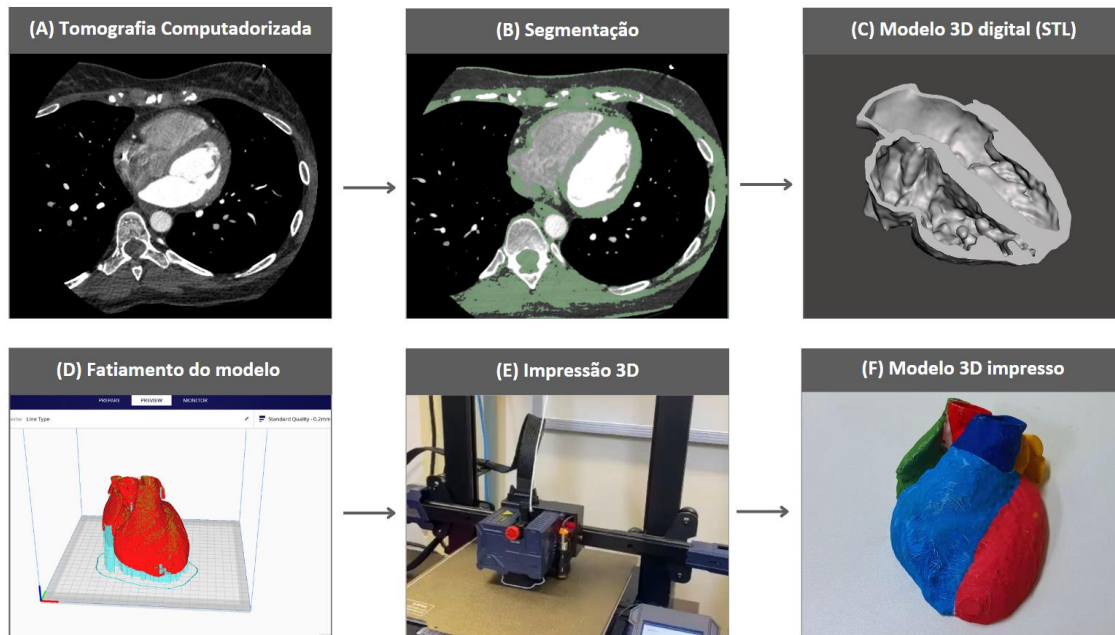 (A) Tomografia Computadorizada
(B) Segmentação
(C) Modelo 3D digital (STL)
(D) Fatiamento do modelo
(E) Impressão 3D
(F) Modelo 3D impresso
PREPARE PREVIEW MONITOR
Line Type
Standard Quality - 0.2mm